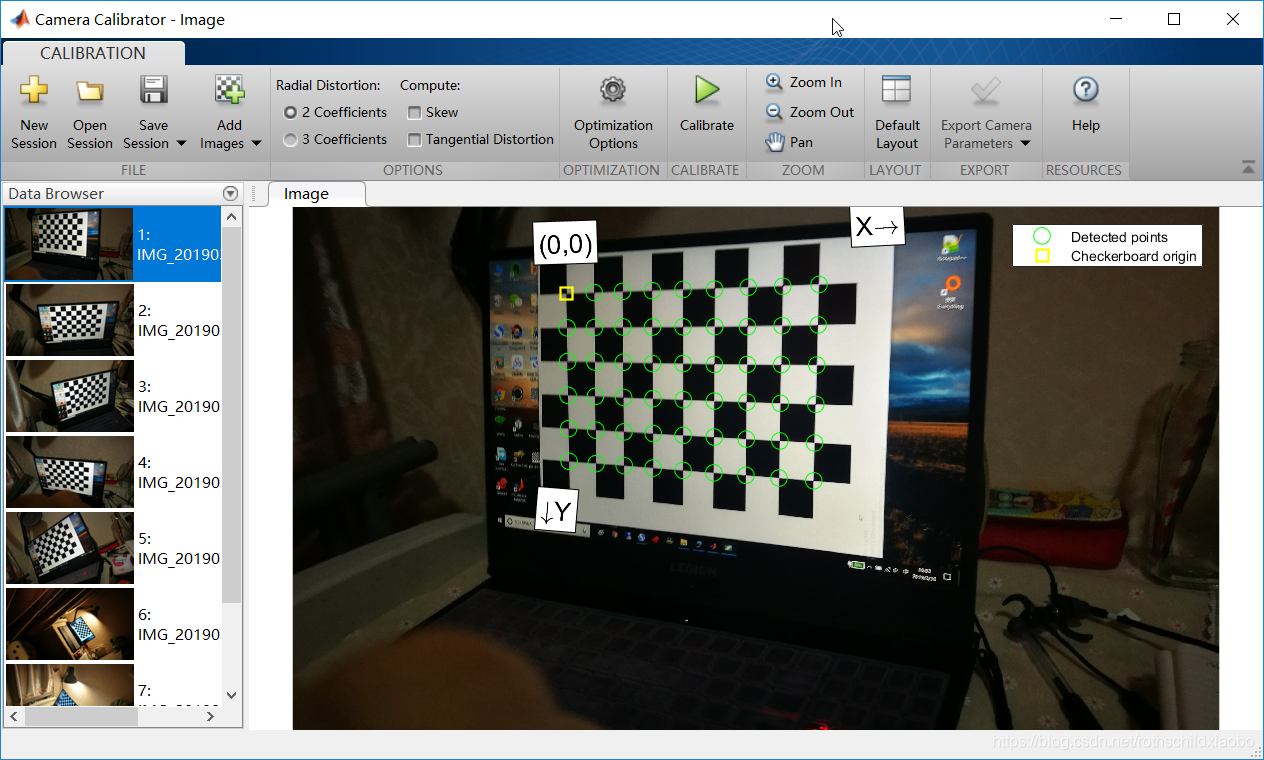 Camera Calibrator - Image
CALIBRATION
New Session
Open Session
Save Session
Add Images
FILE
Radial Distortion:
2 Coefficients
3 Coefficients
Compute:
Skew
Tangential Distortion
OPTIONS
Optimization Options
OPTIMIZATION
Calibrate
CALIBRATE
Zoom In
Zoom Out
Pan
ZOOM
Default Layout
LAYOUT
Export Camera Parameters
EXPORT
Help
RESOURCES
Data Browser
1:
IMG_20190
2:
IMG_20190
3:
IMG_20190
4:
IMG_20190
5:
IMG_20190
6:
IMG_20190
7:
Image
(0,0)
X→
↓Y
Detected points
Checkerboard origin
LEGION
https://blog.csdn.net/rothschildxiaobo